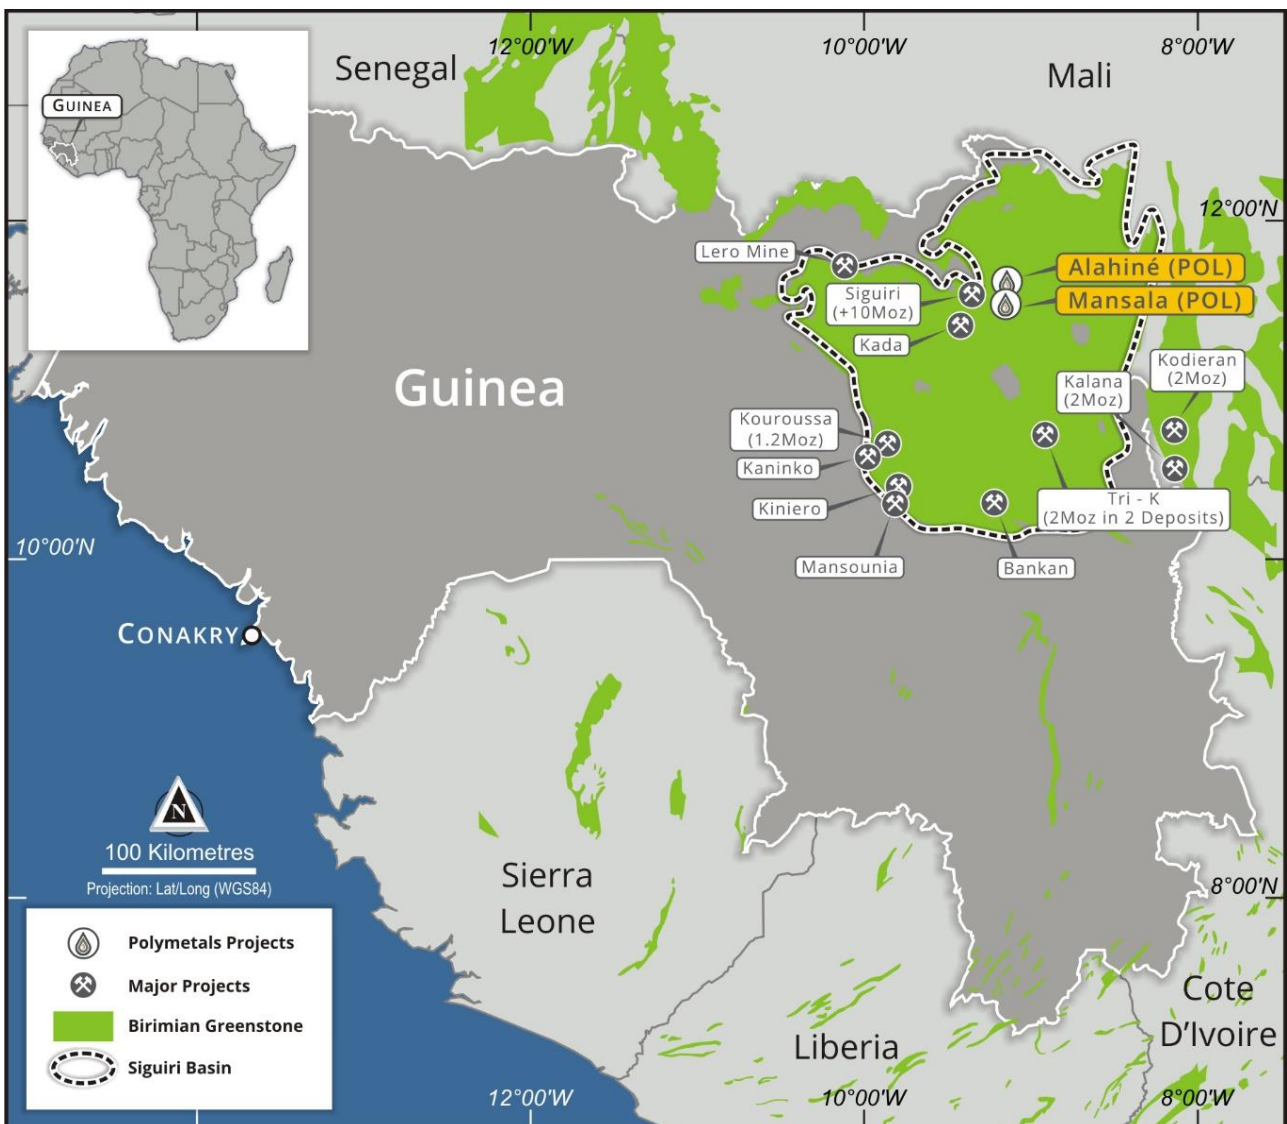 12°00'W
10°00'W
8°00'W
Senegal
Mali
GUINEA
12°00'N
Lero Mine
Alahiné (POL)
Siguiri
(+10Moz)
Mansala (POL)
Kada
Kodieran
(2Moz)
Kalana
(2Moz)
Guinea
Kouroussa
(1.2Moz)
Kaninko
Kiniero
Tri - K
(2Moz in 2 Deposits)
Mansounia
Bankan
10°00'N
CONAKRY
N
100 Kilometres
Projection: Lat/Long (WGS84)
Sierra
Leone
8°00'N
Polymetals Projects
Major Projects
Birimian Greenstone
Siguiri Basin
Cote
D'Ivoire
Liberia
12°00'W
10°00'W
8°00'W